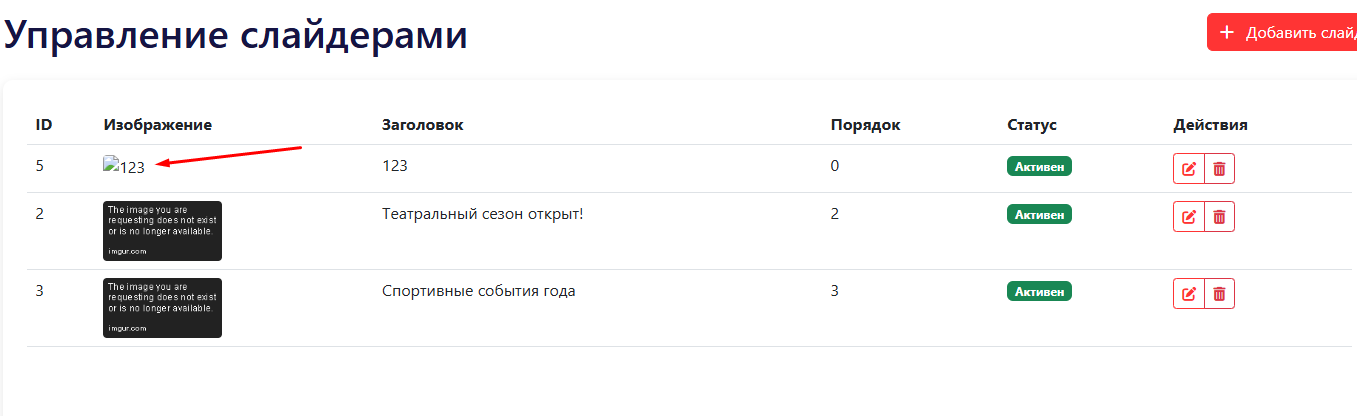 Управление слайдерами
+ Добавить слайд
ID Изображение Заголовок Порядок Статус Действия
5 123 123 0 Активен
2 The image you are
requesting does not exist
or is no longer available.
imgur.com
Театральный сезон открыт! 2 Активен
3 The image you are
requesting does not exist
or is no longer available.
imgur.com
Спортивные события года 3 Активен